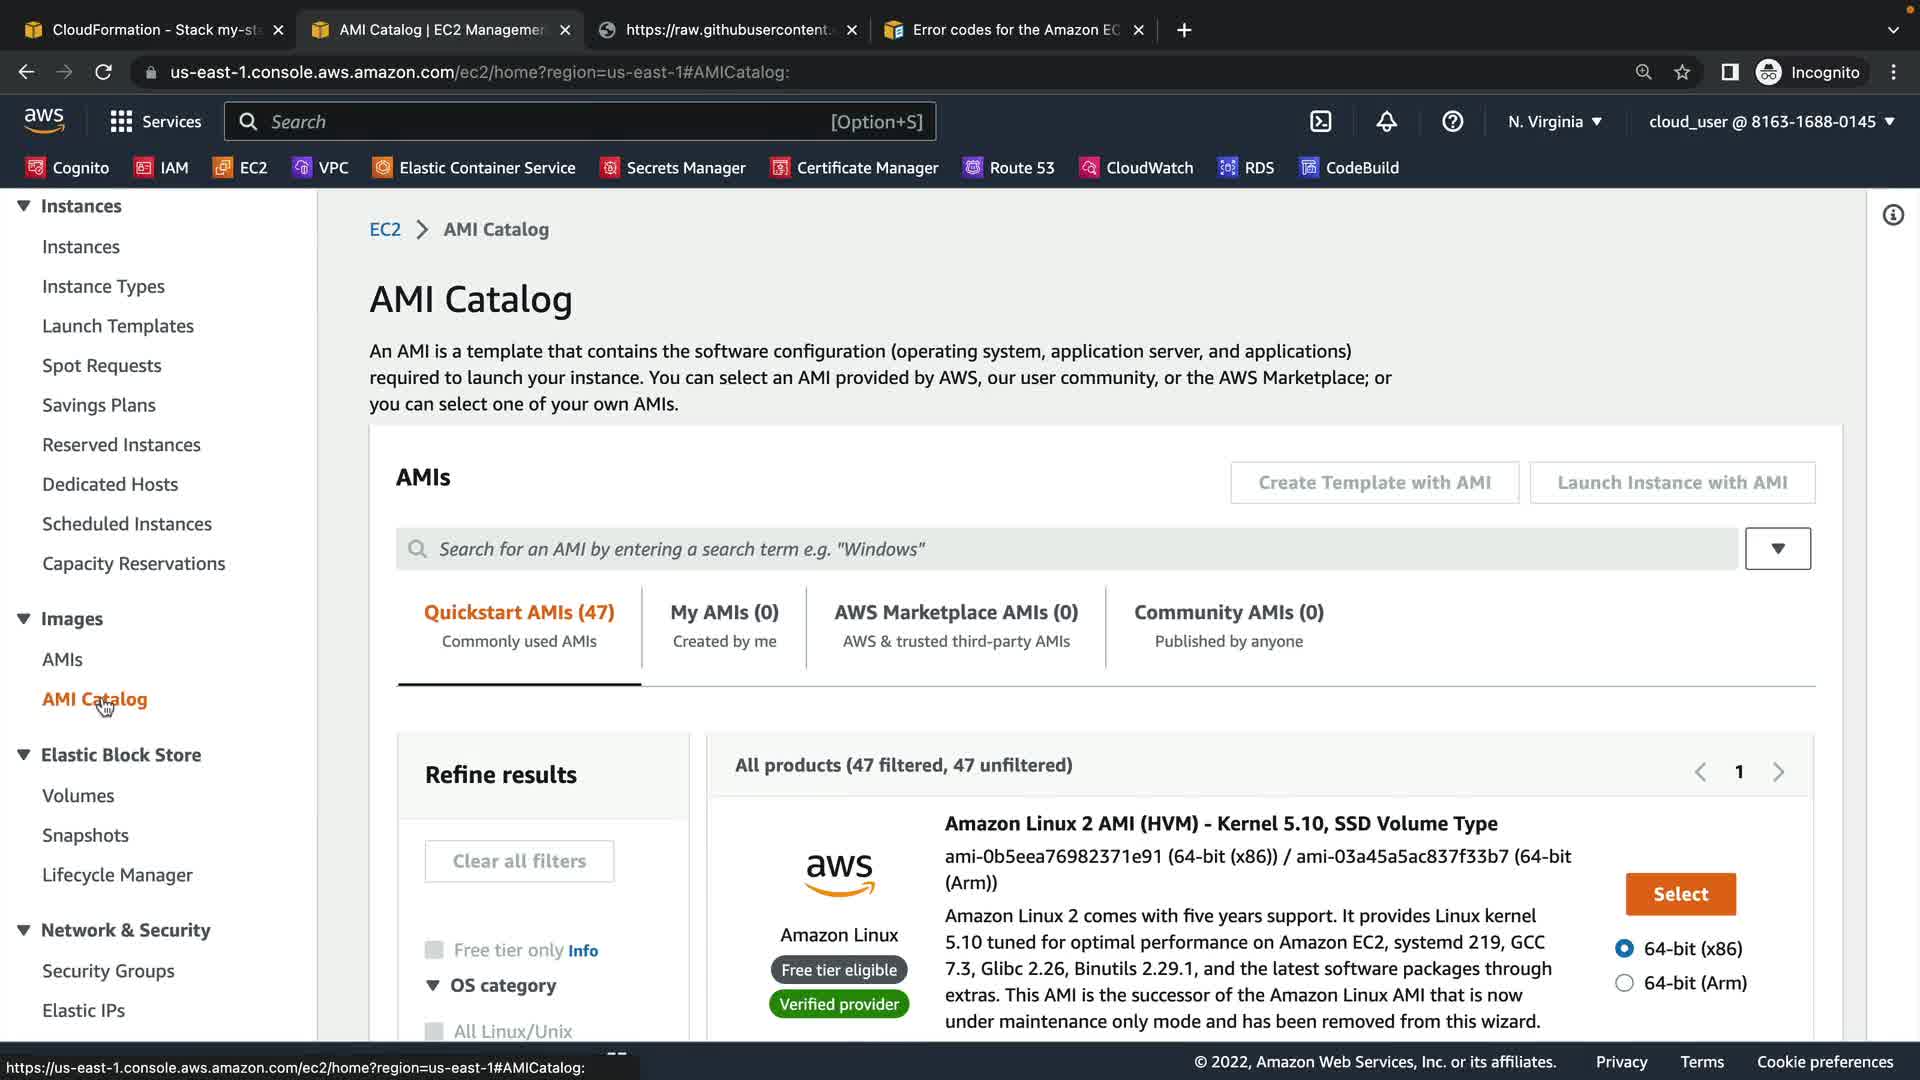 CloudFormation - Stack my-st
AMI Catalog | EC2 Managemen
https://raw.githubusercontent.
Error codes for the Amazon EC
us-east-1.console.aws.amazon.com/ec2/home?region=us-east-1#AMICatalog:
Incognito
aws
Services
Search
[Option+S]
N. Virginia
cloud_user @ 8163-1688-0145
Cognito
IAM
EC2
VPC
Elastic Container Service
Secrets Manager
Certificate Manager
Route 53
CloudWatch
RDS
CodeBuild
Instances
Instances
Instance Types
Launch Templates
Spot Requests
Savings Plans
Reserved Instances
Dedicated Hosts
Scheduled Instances
Capacity Reservations
Images
AMIs
AMI Catalog
Elastic Block Store
Volumes
Snapshots
Lifecycle Manager
Network & Security
Security Groups
Elastic IPs
EC2 > AMI Catalog
AMI Catalog
An AMI is a template that contains the software configuration (operating system, application server, and applications)
required to launch your instance. You can select an AMI provided by AWS, our user community, or the AWS Marketplace; or
you can select one of your own AMIs.
AMIs
Create Template with AMI
Launch Instance with AMI
Search for an AMI by entering a search term e.g. "Windows"
Quickstart AMIs (47)
Commonly used AMIs
My AMIs (0)
Created by me
AWS Marketplace AMIs (0)
AWS & trusted third-party AMIs
Community AMIs (0)
Published by anyone
Refine results
Clear all filters
Free tier only Info
OS category
All Linux/Unix
All products (47 filtered, 47 unfiltered)
1
aws
Amazon Linux
Free tier eligible
Verified provider
Amazon Linux 2 AMI (HVM) - Kernel 5.10, SSD Volume Type
ami-0b5eea76982371e91 (64-bit (x86)) / ami-03a45a5ac837f33b7 (64-bit
(Arm))
Amazon Linux 2 comes with five years support. It provides Linux kernel
5.10 tuned for optimal performance on Amazon EC2, systemd 219, GCC
7.3, Glibc 2.26, Binutils 2.29.1, and the latest software packages through
extras. This AMI is the successor of the Amazon Linux AMI that is now
under maintenance only mode and has been removed from this wizard.
Select
64-bit (x86)
64-bit (Arm)
https://us-east-1.console.aws.amazon.com/ec2/home?region=us-east-1#AMICatalog:
© 2022, Amazon Web Services, Inc. or its affiliates.
Privacy
Terms
Cookie preferences